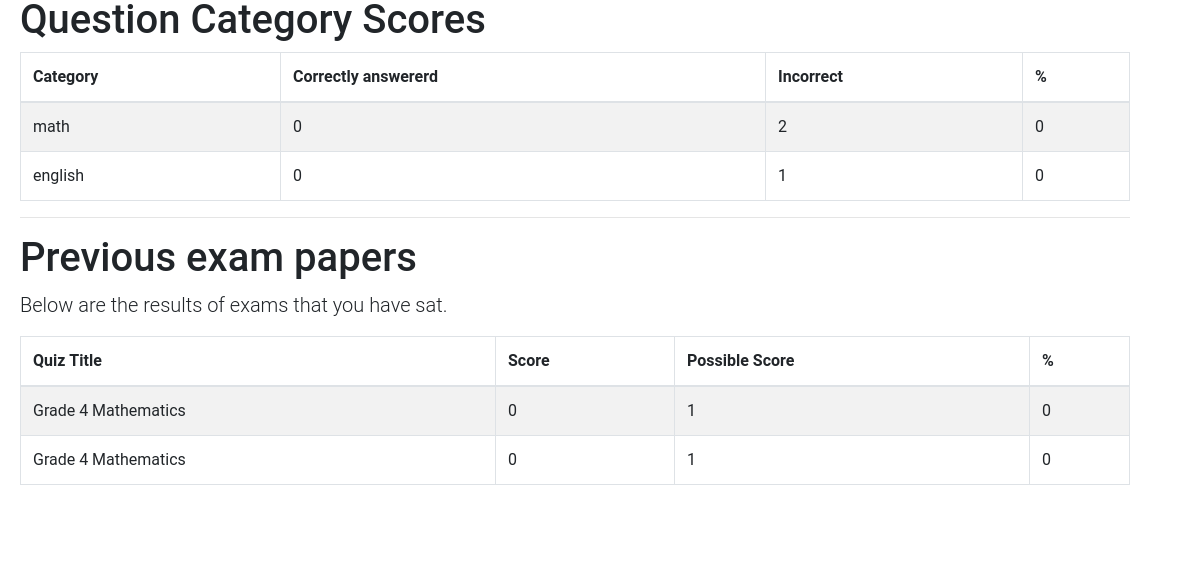 Question Category Scores
Category Correctly answererd Incorrect %
math 0 2 0
english 0 1 0
Previous exam papers
Below are the results of exams that you have sat.
Quiz Title Score Possible Score %
Grade 4 Mathematics 0 1 0
Grade 4 Mathematics 0 1 0